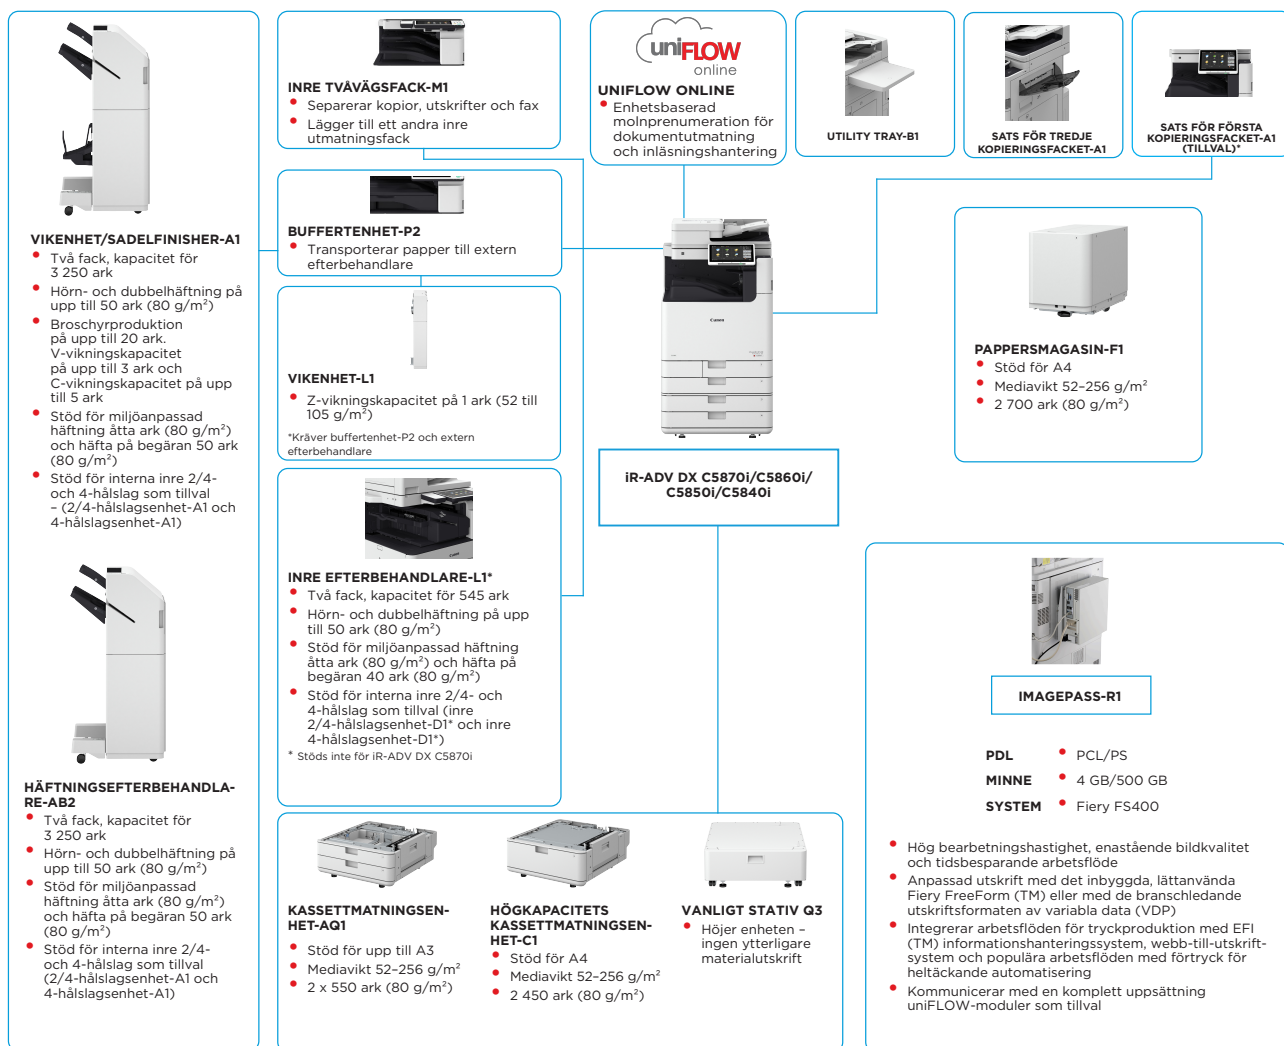 VIKENHET/SADELFINISHER-A1
Två fack, kapacitet för
3 250 ark
Hörn- och dubbelhäftning på
upp till 50 ark (80 g/m²)
Broschyrproduktion
på upp till 20 ark.
V-vikningskapacitet
på upp till 3 ark och
C-vikningskapacitet på upp
till 5 ark
Stöd för miljöanpassad
häftning åtta ark (80 g/m²)
och häfta på begäran 50 ark
(80 g/m²)
Stöd för interna inre 2/4-
och 4-hålslag som tillval
– (2/4-hålslagsenhet-A1 och
4-hålslagsenhet-A1)
HÄFTNINGSEFTERBEHANDLA-
RE-AB2
Två fack, kapacitet för
3 250 ark
Hörn- och dubbelhäftning på
upp till 50 ark (80 g/m²)
Stöd för miljöanpassad
häftning åtta ark (80 g/m²)
och häfta på begäran 50 ark
(80 g/m²)
Stöd för interna inre 2/4-
och 4-hålslag som tillval
(2/4-hålslagsenhet-A1 och
4-hålslagsenhet-A1)
INRE TVÅVÄGSFACK-M1
Separerar kopior, utskrifter och fax
Lägger till ett andra inre
utmatningsfack
BUFFERTENHET-P2
Transporterar papper till extern
efterbehandlare
VIKENHET-L1
Z-vikningskapacitet på 1 ark (52 till
105 g/m²)
*Kräver buffertenhet-P2 och extern
efterbehandlare
Canon
INRE EFTERBEHANDLARE-L1*
Två fack, kapacitet för 545 ark
Hörn- och dubbelhäftning på upp
till 50 ark (80 g/m²)
Stöd för miljöanpassad häftning
åtta ark (80 g/m²) och häfta på
begäran 40 ark (80 g/m²)
Stöd för interna inre 2/4- och
4-hålslag som tillval (inre
2/4-hålslagsenhet-D1* och inre
4-hålslagsenhet-D1*)
* Stöds inte för iR-ADV DX C5870i
uniFLOW
online
UNIFLOW ONLINE
Enhetsbaserad
molnprenumeration för
dokumentutmatning
och inläsningshantering
UTILITY TRAY-B1
SATS FÖR TREDJE
KOPIERINGSFACKET-A1
SATS FÖR FÖRSTA
KOPIERINGSFACKET-A1
(TILLVAL)*
Canon
iR-ADV DX C5870i/C5860i/
C5850i/C5840i
PAPPERSMAGASIN-F1
Stöd för A4
Mediavikt 52–256 g/m²
2 700 ark (80 g/m²)
KASSETTMATNINGSEN-
HET-AQ1
Stöd för upp till A3
Mediavikt 52–256 g/m²
2 x 550 ark (80 g/m²)
HÖGKAPACITETS
KASSETTMATNINGSEN-
HET-C1
Stöd för A4
Mediavikt 52–256 g/m²
2 450 ark (80 g/m²)
VANLIGT STATIV Q3
Höjer enheten –
ingen ytterligare
materialutskrift
IMAGEPASS-R1
PDL PCL/PS
MINNE 4 GB/500 GB
SYSTEM Fiery FS400
Hög bearbetningshastighet, enastående bildkvalitet
och tidsbesparande arbetsflöde
Anpassad utskrift med det inbyggda, lättanvända
Fiery FreeForm (TM) eller med de branschledande
utskriftsformaten av variabla data (VDP)
Integrerar arbetsflöden för tryckproduktion med EFI
(TM) informationshanteringssystem, webb-till-utskrift-
system och populära arbetsflöden med förtryck för
heltäckande automatisering
Kommunicerar med en komplett uppsättning
uniFLOW-moduler som tillval